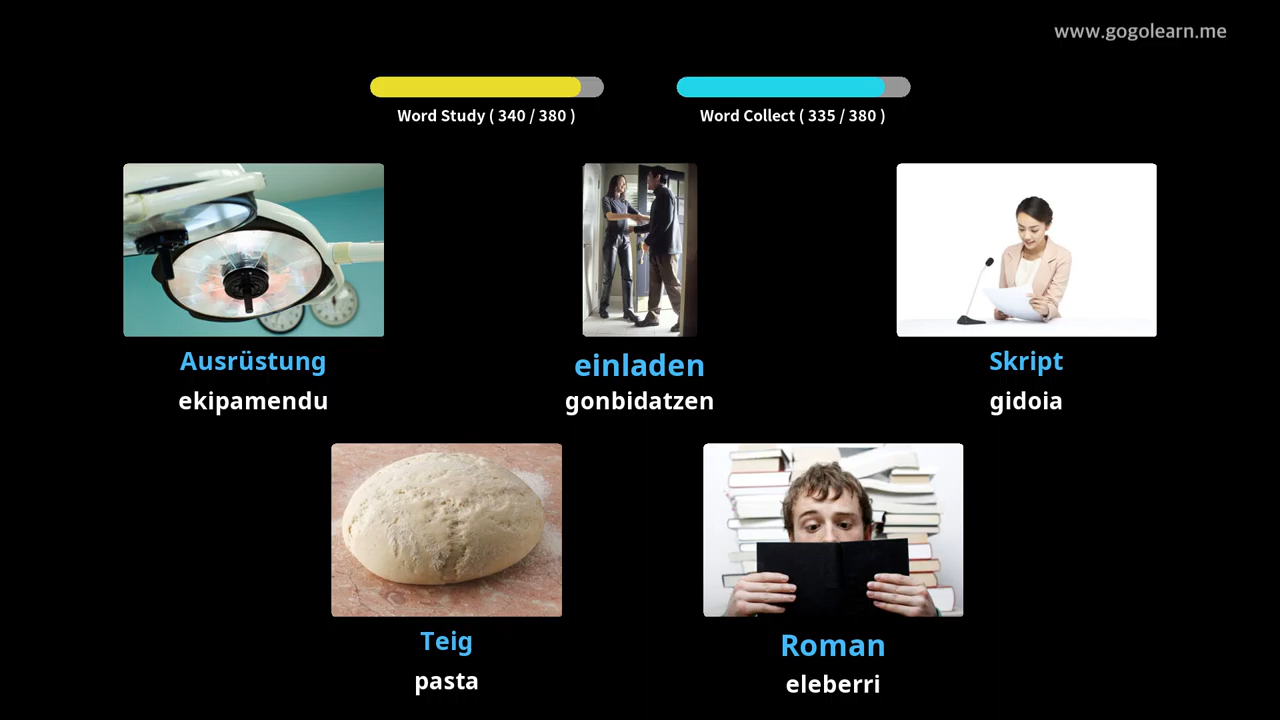 www.gogolearn.me
Word Study ( 340 / 380 )
Word Collect ( 335 / 380 )
Ausrüstung
ekipamendu
einladen
gonbidatzen
Skript
gidoia
Teig
pasta
Roman
eleberri